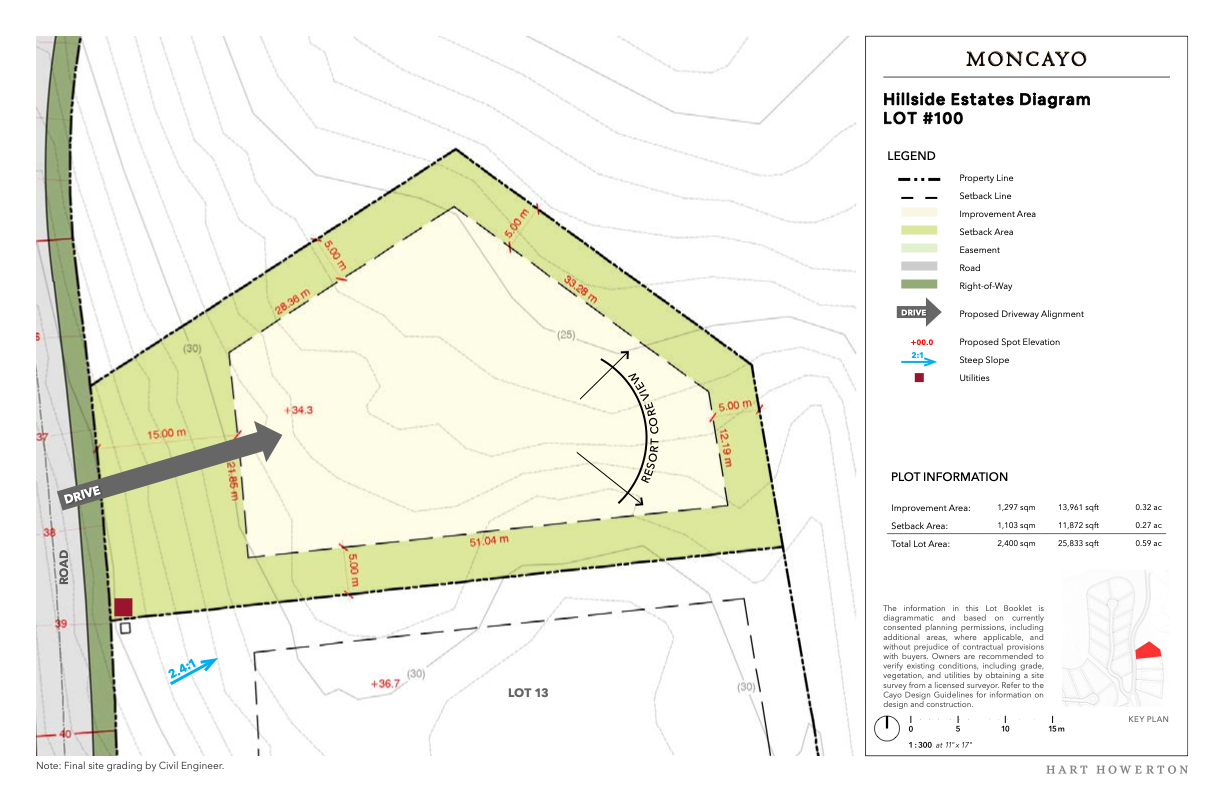 MONCAYO
Hillside Estates Diagram
LOT #100
LEGEND
Property Line
Setback Line
Improvement Area
Setback Area
Easement
Road
Right-of-Way
DRIVE Proposed Driveway Alignment
+00.0 Proposed Spot Elevation
2:1 Steep Slope
Utilities
PLOT INFORMATION
Improvement Area: 1,297 sqm 13,961 sqft 0.32 ac
Setback Area: 1,103 sqm 11,872 sqft 0.27 ac
Total Lot Area: 2,400 sqm 25,833 sqft 0.59 ac
The information in this Lot Booklet is
diagrammatic and based on currently
consented planning permissions, including
additional areas, where applicable, and
without prejudice of contractual provisions
with buyers. Owners are recommended to
verify existing conditions, including grade,
vegetation, and utilities by obtaining a site
survey from a licensed surveyor. Refer to the
Cayo Design Guidelines for information on
design and construction.
KEY PLAN
0 5 10 15m
1:300 at 11"x 17"
HART HOWERTON
5.00 m
5.00 m
28.36 m
33.28 m
(30)
(25)
RESORT CORE VIEW
+34.3
5.00 m
15.00 m
12.19 m
37
21.85 m
DRIVE
38
51.04 m
5.00 m
ROAD
39
2.4:1
+36.7
(30)
LOT 13
(30)
40
Note: Final site grading by Civil Engineer.